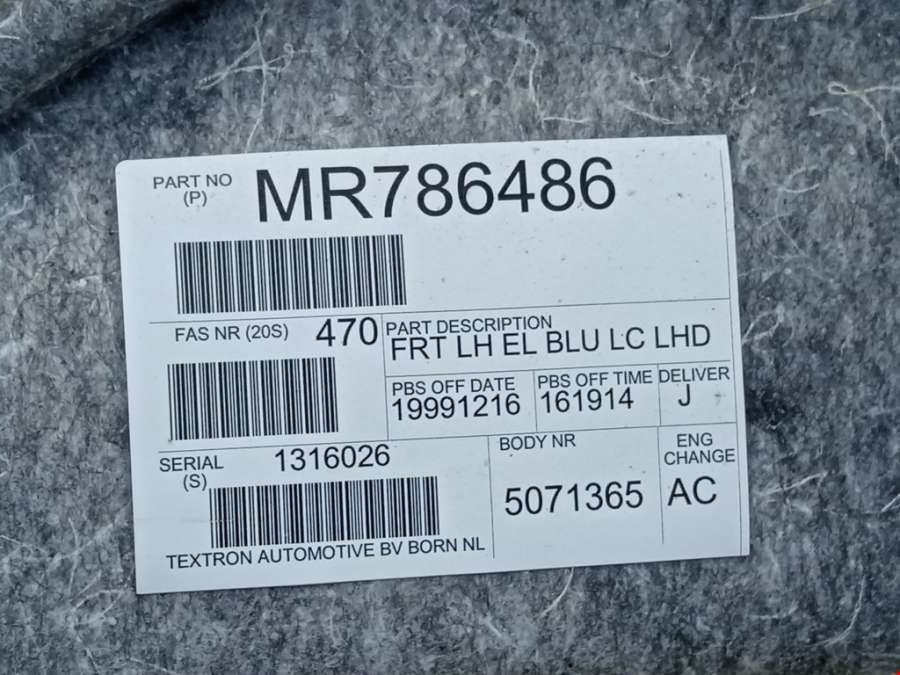 PART NO
(P)
MR786486
FAS NR (20S)
470
PART DESCRIPTION
FRT LH EL BLU LC LHD
PBS OFF DATE
19991216
PBS OFF TIME
161914
DELIVER
J
SERIAL
(S)
1316026
BODY NR
5071365
ENG
CHANGE
AC
TEXTRON AUTOMOTIVE BV BORN NL